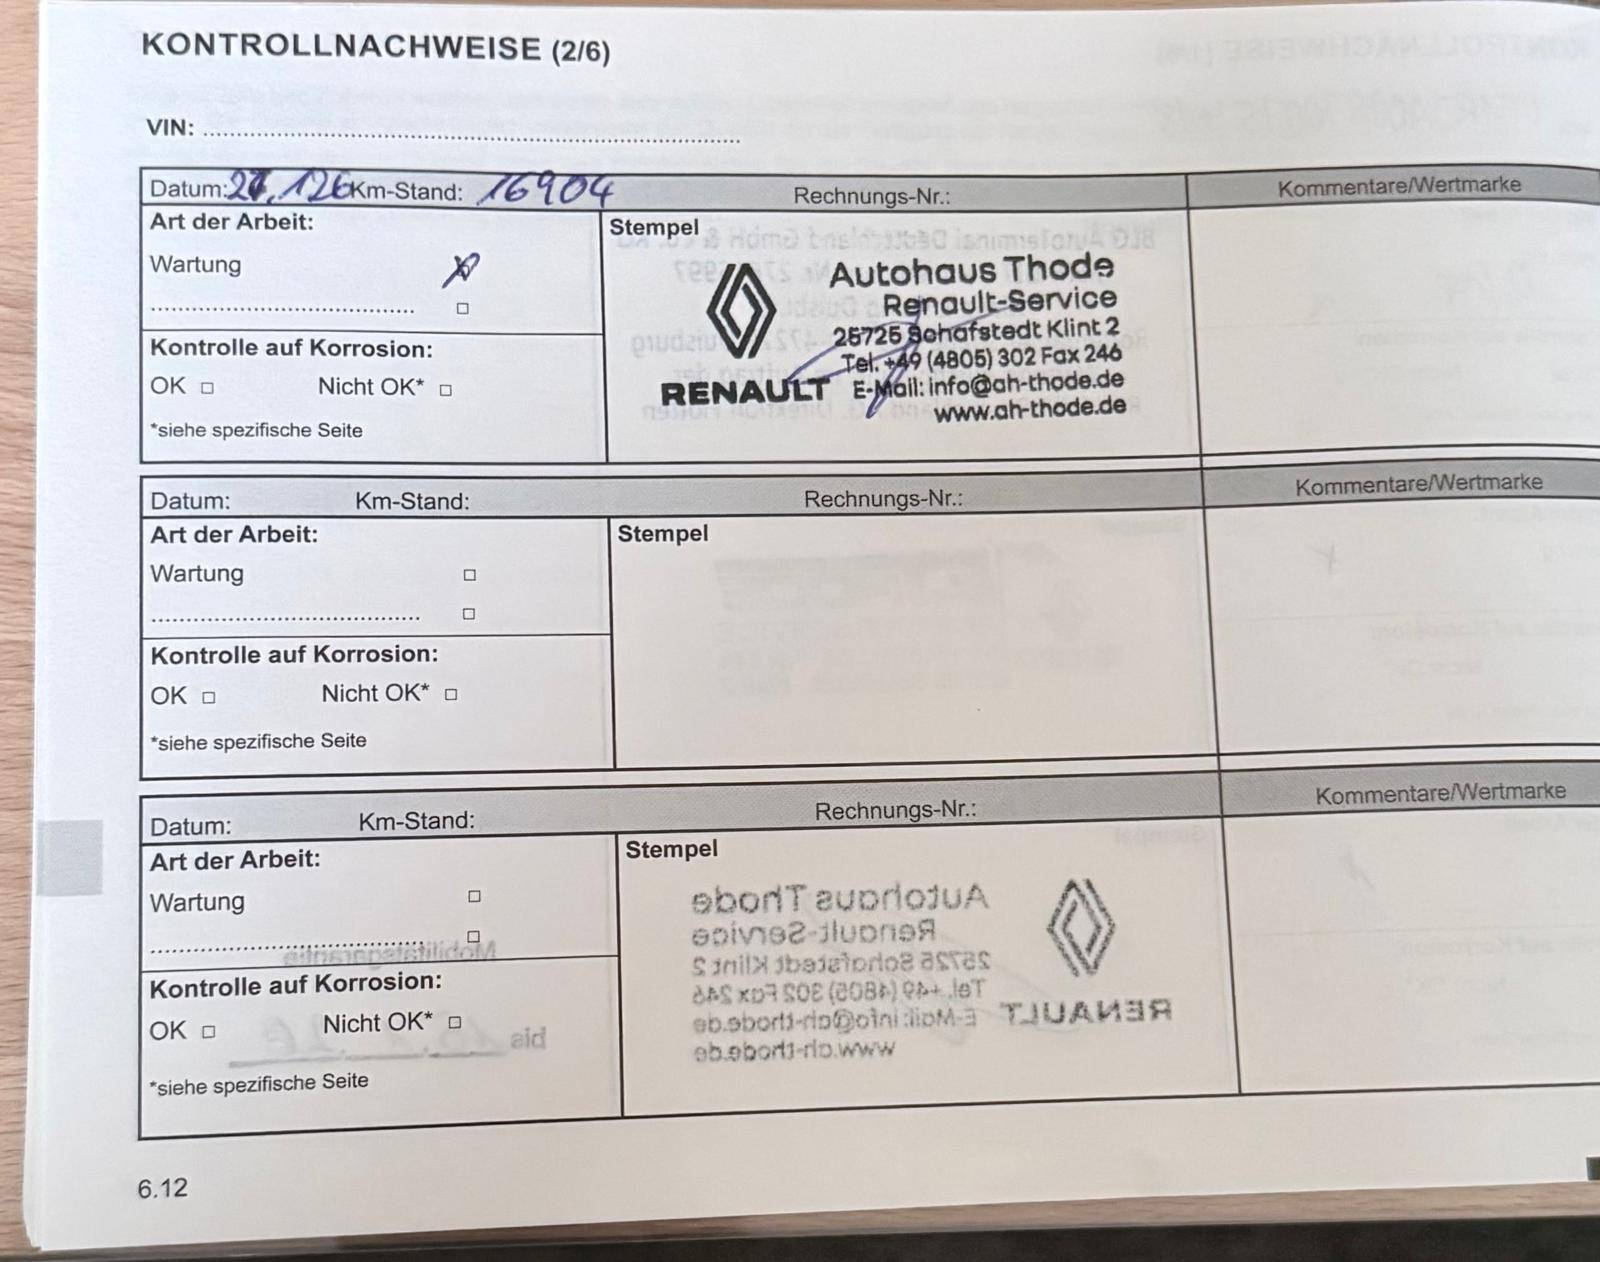 KONTROLLNACHWEISE (2/6)
VIN:
Datum: Km-Stand: 16904 Rechnungs-Nr.: Kommentare/Wertmarke
Art der Arbeit:
Wartung
Kontrolle auf Korrosion:
OK Nicht OK*
*siehe spezifische Seite
Stempel
Autohaus Thode
Renault-Service
25725 Schafstedt Klint 2
Tel. +49 (4805) 302 Fax 246
E-Mail: info@ah-thode.de
www.ah-thode.de
RENAULT
Datum: Km-Stand: Rechnungs-Nr.: Kommentare/Wertmarke
Art der Arbeit:
Wartung
Kontrolle auf Korrosion:
OK Nicht OK*
*siehe spezifische Seite
Stempel
Datum: Km-Stand: Rechnungs-Nr.: Kommentare/Wertmarke
Art der Arbeit:
Wartung
Kontrolle auf Korrosion:
OK Nicht OK*
*siehe spezifische Seite
Stempel
6.12